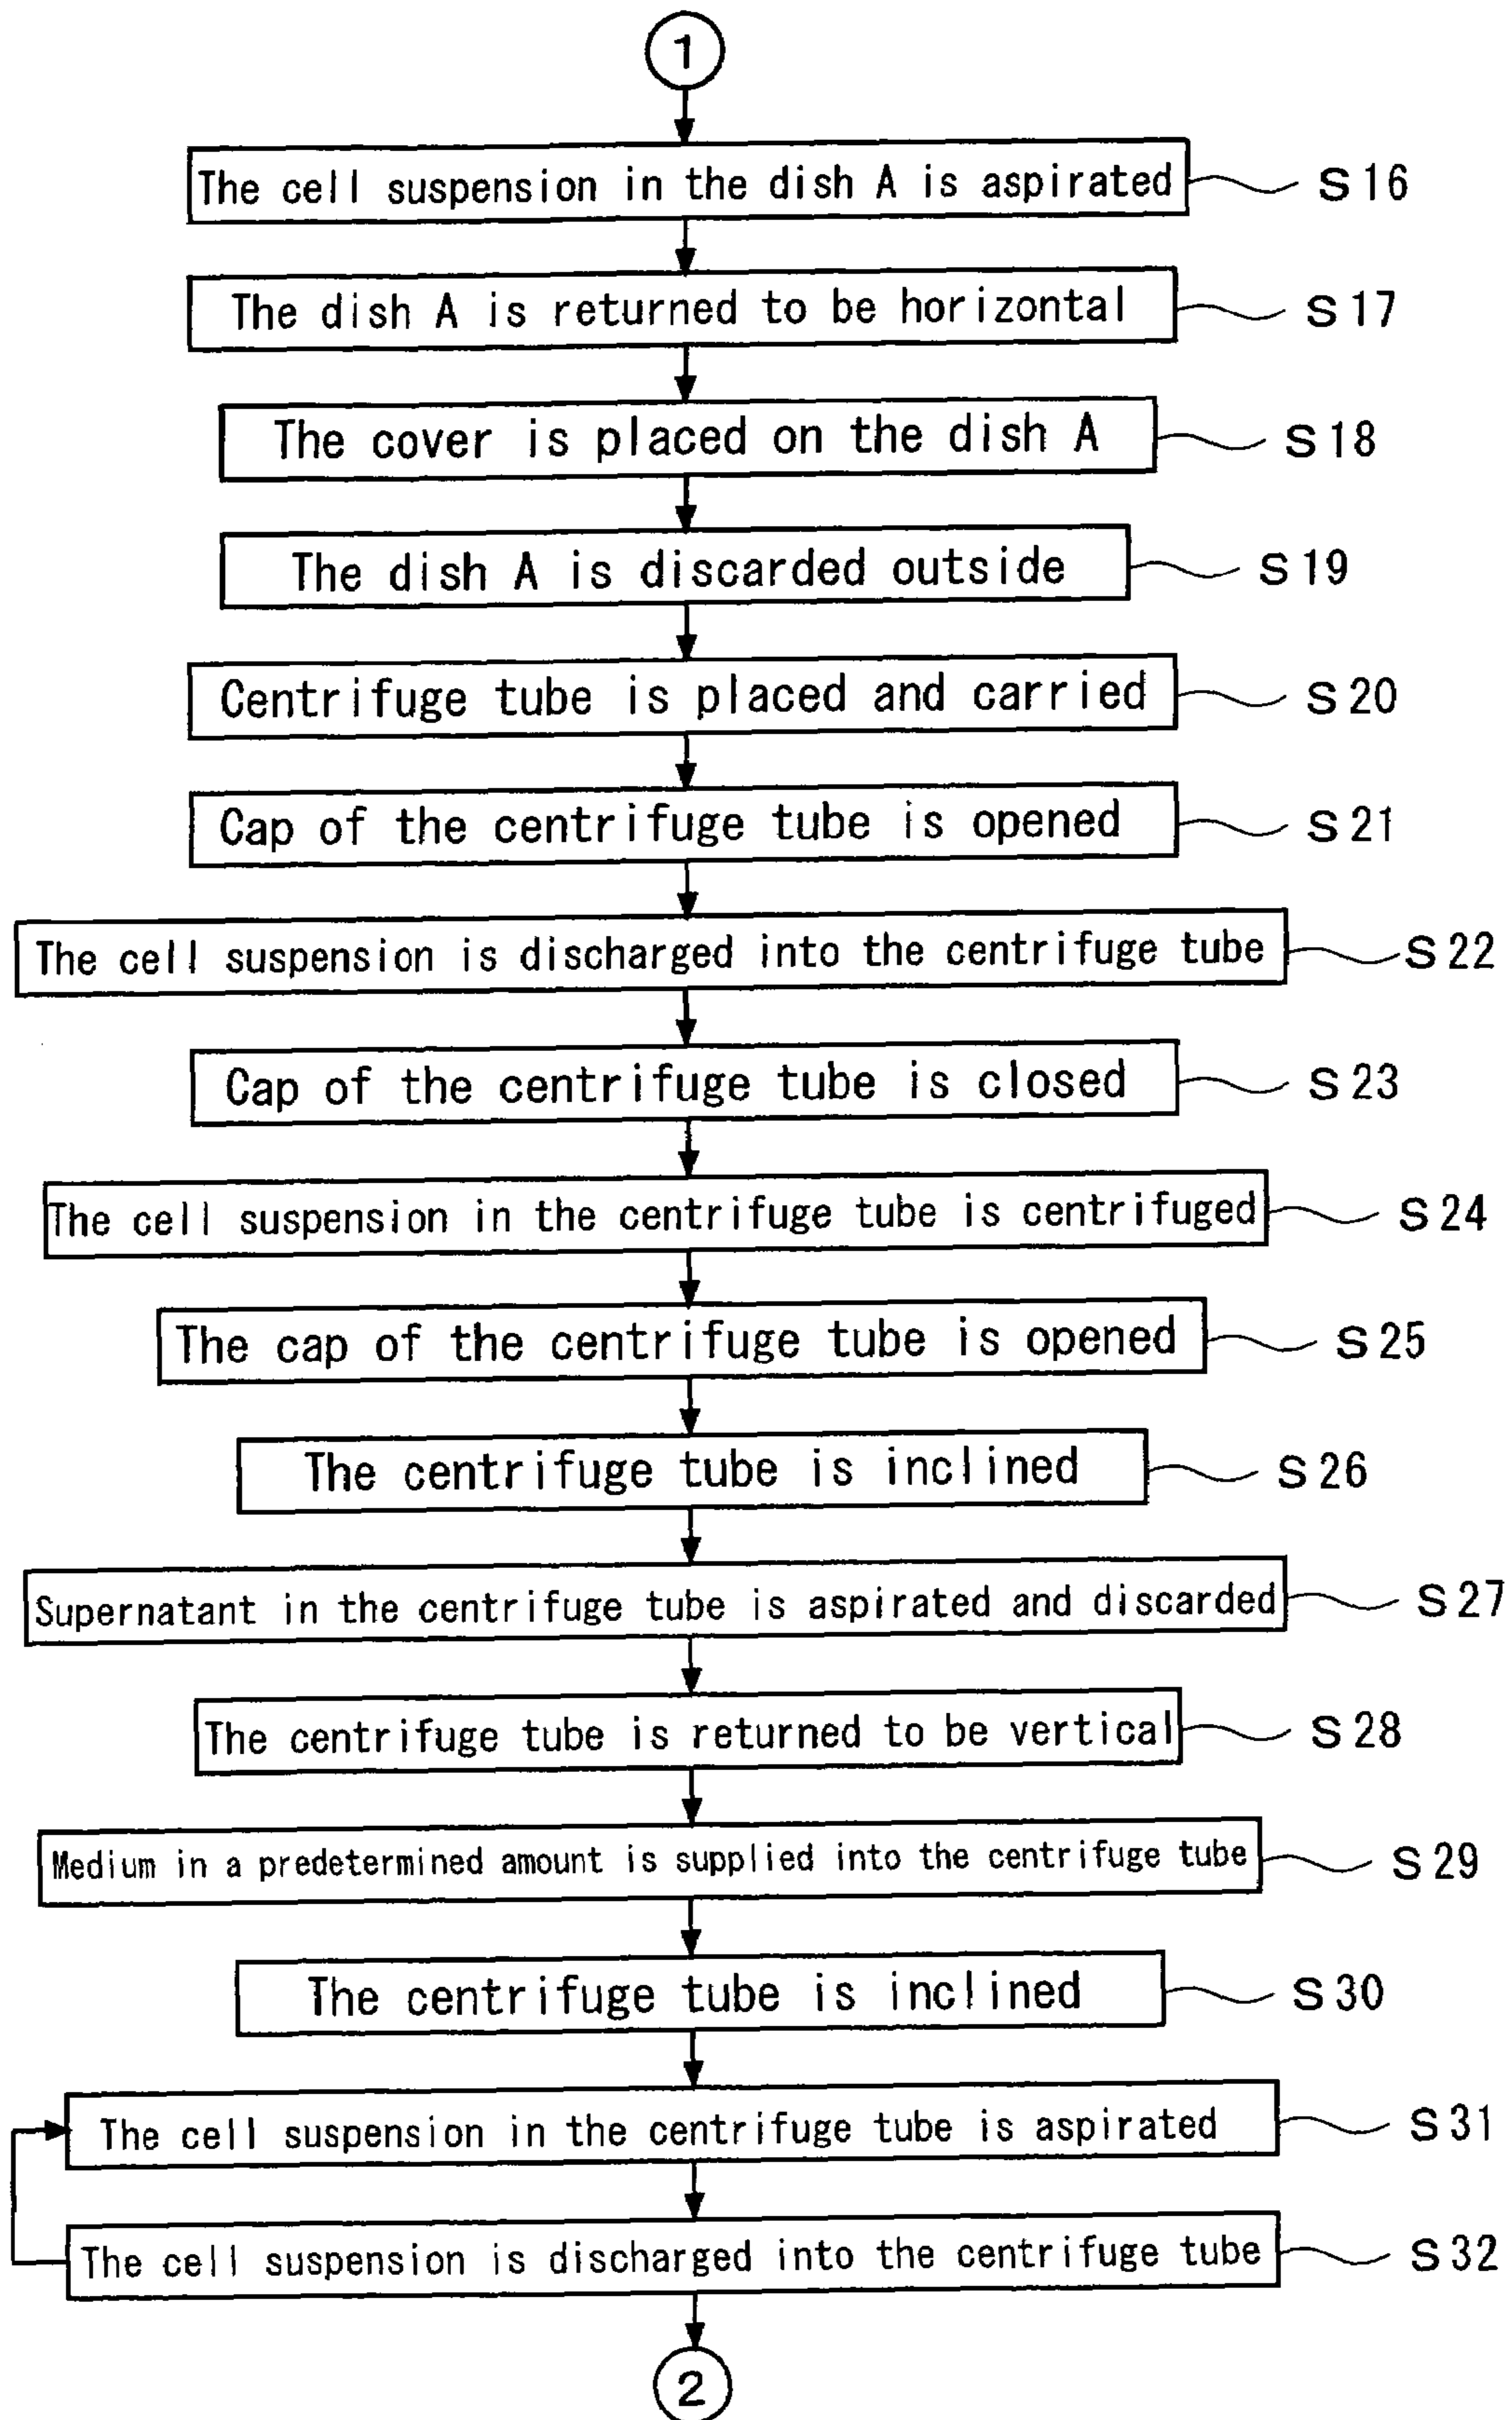 1
The cell suspension in the dish A is aspirated S16
The dish A is returned to be horizontal S17
The cover is placed on the dish A S18
The dish A is discarded outside S19
Centrifuge tube is placed and carried S20
Cap of the centrifuge tube is opened S21
The cell suspension is discharged into the centrifuge tube S22
Cap of the centrifuge tube is closed S23
The cell suspension in the centrifuge tube is centrifuged S24
The cap of the centrifuge tube is opened S25
The centrifuge tube is inclined S26
Supernatant in the centrifuge tube is aspirated and discarded S27
The centrifuge tube is returned to be vertical S28
Medium in a predetermined amount is supplied into the centrifuge tube S29
The centrifuge tube is inclined S30
The cell suspension in the centrifuge tube is aspirated S31
The cell suspension is discharged into the centrifuge tube S32
2